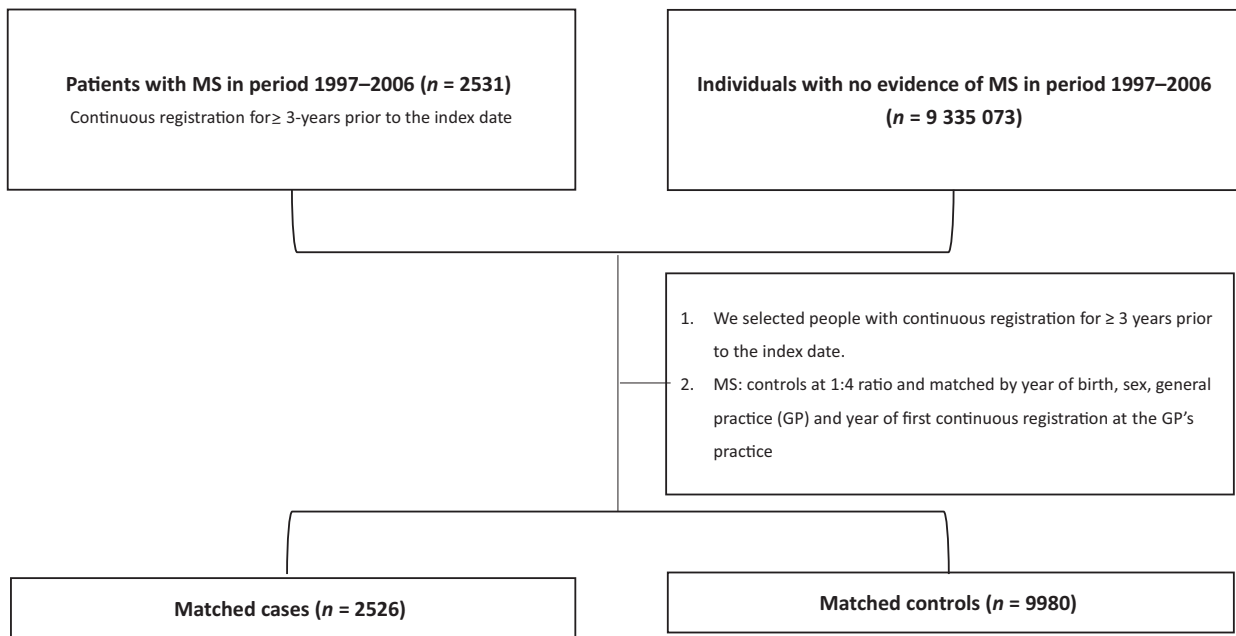 Patients with MS in period 1997–2006 (n = 2531)
Continuous registration for≥ 3-years prior to the index date
Individuals with no evidence of MS in period 1997–2006
(n = 9 335 073)
1. We selected people with continuous registration for ≥ 3 years prior
to the index date.
2. MS: controls at 1:4 ratio and matched by year of birth, sex, general
practice (GP) and year of first continuous registration at the GP’s
practice
Matched cases (n = 2526)
Matched controls (n = 9980)